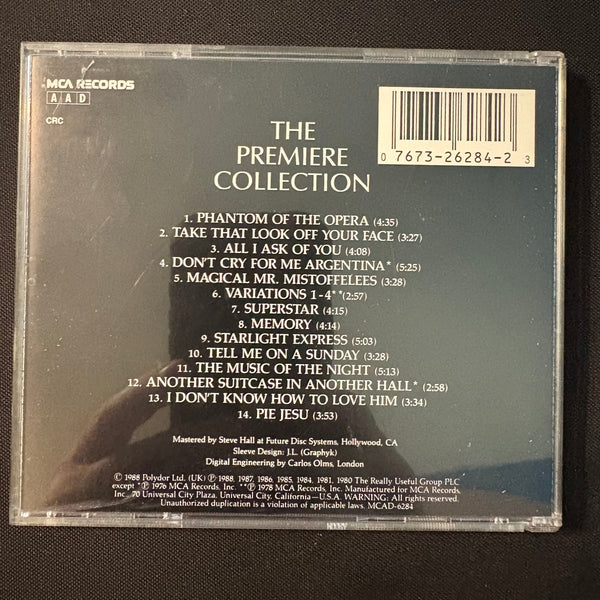 MCA RECORDS
A A D
CRC
0 7673-26284-2 3
THE
PREMIERE
COLLECTION
1. PHANTOM OF THE OPERA (4:35)
2. TAKE THAT LOOK OFF YOUR FACE (3:27)
3. ALL I ASK OF YOU (4:08)
4. DON'T CRY FOR ME ARGENTINA* (5:25)
5. MAGICAL MR. MISTOFFELEES (3:28)
6. VARIATIONS 1-4** (2:57)
7. SUPERSTAR (4:15)
8. MEMORY (4:14)
9. STARLIGHT EXPRESS (5:03)
10. TELL ME ON A SUNDAY (3:28)
11. THE MUSIC OF THE NIGHT (5:13)
12. ANOTHER SUITCASE IN ANOTHER HALL* (2:58)
13. I DON'T KNOW HOW TO LOVE HIM (3:34)
14. PIE JESU (3:53)
Mastered by Steve Hall at Future Disc Systems, Hollywood, CA
Sleeve Design: J.L. (Graphyk)
Digital Engineering by Carlos Olms, London
© 1988 Polydor Ltd. (UK) ℗ 1988, 1987, 1986, 1985, 1984, 1981, 1980 The Really Useful Group PLC
except *℗ 1976 MCA Records, Inc. **℗ 1978 MCA Records, Inc. Manufactured for MCA Records,
Inc., 70 Universal City Plaza, Universal City, California—U.S.A. WARNING: All rights reserved.
Unauthorized duplication is a violation of applicable laws. MCAD-6284